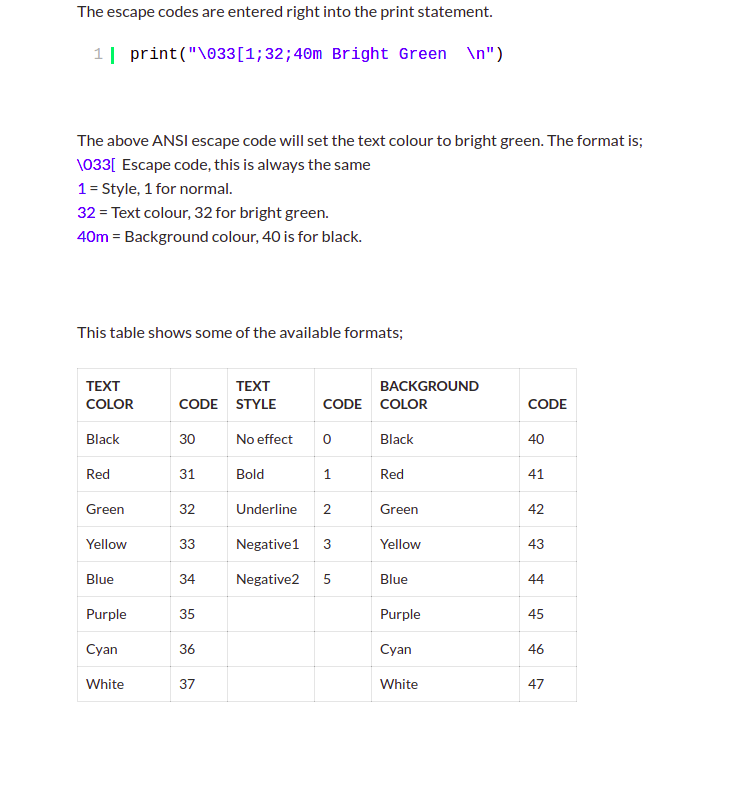 The escape codes are entered right into the print statement.
1 print("\033[1;32;40m Bright Green  \n")
The above ANSI escape code will set the text colour to bright green. The format is;
\033[ Escape code, this is always the same
1 = Style, 1 for normal.
32 = Text colour, 32 for bright green.
40m = Background colour, 40 is for black.
This table shows some of the available formats;
TEXT COLOR CODE TEXT STYLE CODE BACKGROUND COLOR CODE
Black 30 No effect 0 Black 40
Red 31 Bold 1 Red 41
Green 32 Underline 2 Green 42
Yellow 33 Negative1 3 Yellow 43
Blue 34 Negative2 5 Blue 44
Purple 35 Purple 45
Cyan 36 Cyan 46
White 37 White 47